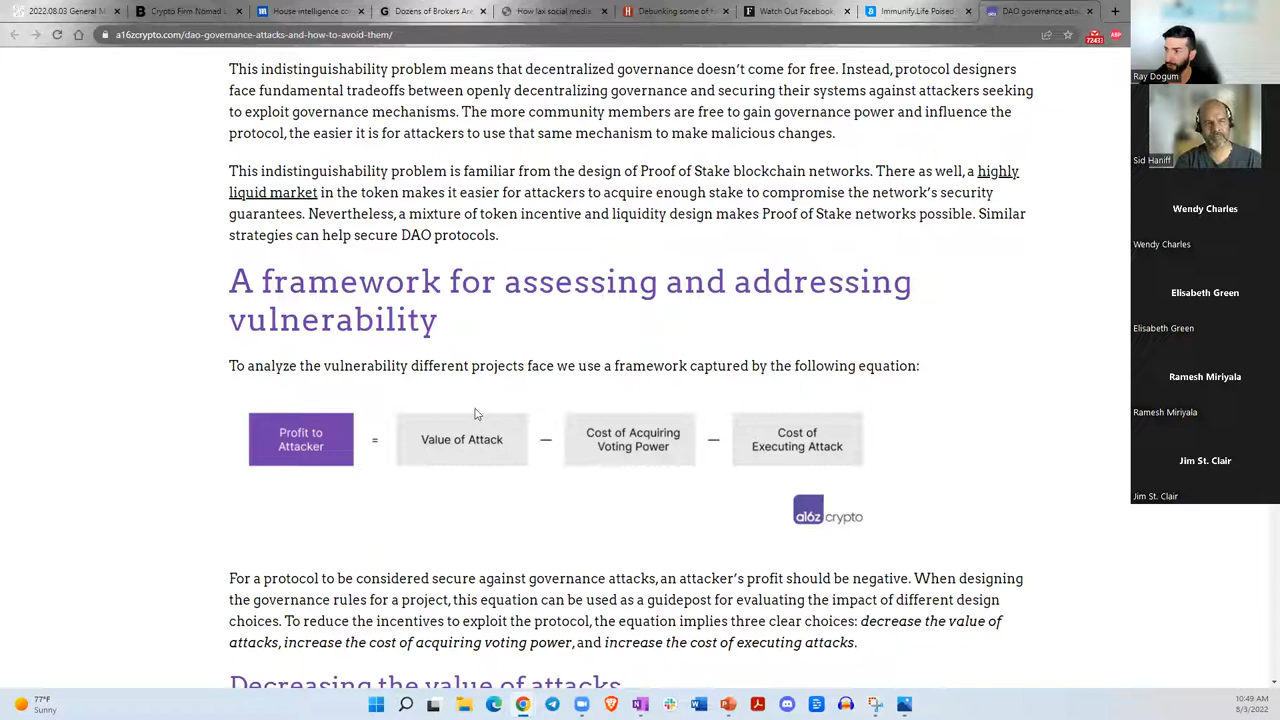 2022.08.03 General M
Crypto Firm Nomad L
House intelligence co
Dozens of Brokers Are
How lax social media
Debunking some of
Watch Out Facebook,
Immunify.Life Poised
DAO governance atta
a16zcrypto.com/dao-governance-attacks-and-how-to-avoid-them/
ABP
This indistinguishability problem means that decentralized governance doesn't come for free. Instead, protocol designers
face fundamental tradeoffs between openly decentralizing governance and securing their systems against attackers seeking
to exploit governance mechanisms. The more community members are free to gain governance power and influence the
protocol, the easier it is for attackers to use that same mechanism to make malicious changes.
This indistinguishability problem is familiar from the design of Proof of Stake blockchain networks. There as well, a highly
liquid market in the token makes it easier for attackers to acquire enough stake to compromise the network's security
guarantees. Nevertheless, a mixture of token incentive and liquidity design makes Proof of Stake networks possible. Similar
strategies can help secure DAO protocols.
A framework for assessing and addressing
vulnerability
To analyze the vulnerability different projects face we use a framework captured by the following equation:
Profit to
Attacker
=
Value of Attack
—
Cost of Acquiring
Voting Power
—
Cost of
Executing Attack
a16z crypto
For a protocol to be considered secure against governance attacks, an attacker's profit should be negative. When designing
the governance rules for a project, this equation can be used as a guidepost for evaluating the impact of different design
choices. To reduce the incentives to exploit the protocol, the equation implies three clear choices: decrease the value of
attacks, increase the cost of acquiring voting power, and increase the cost of executing attacks.
Decreasing the value of attacks
Ray Dogum
Sid Haniff
Wendy Charles
Wendy Charles
Elisabeth Green
Elisabeth Green
Ramesh Miriyala
Ramesh Miriyala
Jim St. Clair
Jim St. Clair
77°F
Sunny
10:49 AM
8/3/2022